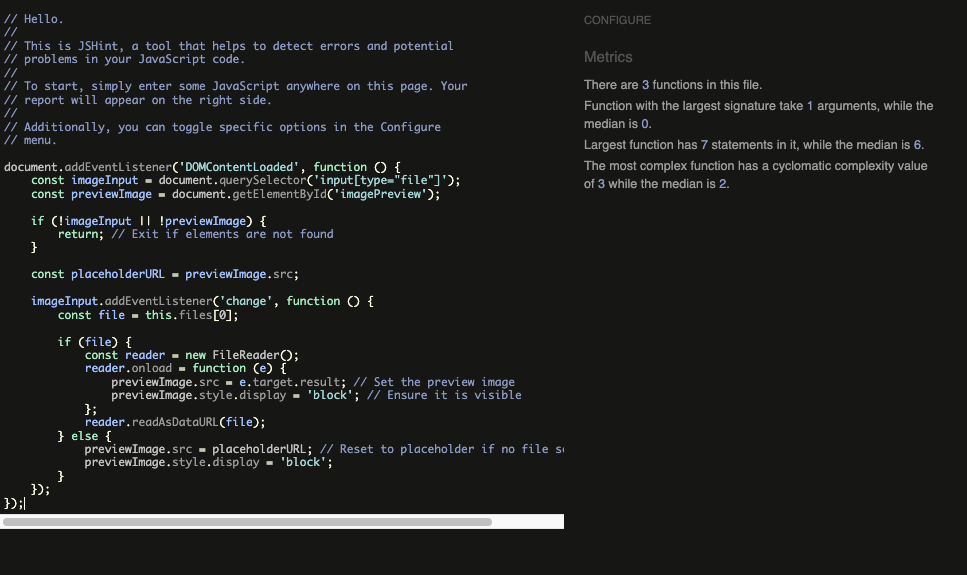 // Hello.
//
// This is JSHint, a tool that helps to detect errors and potential
// problems in your JavaScript code.
//
// To start, simply enter some JavaScript anywhere on this page. Your
// report will appear on the right side.
//
// Additionally, you can toggle specific options in the Configure
// menu.

document.addEventListener('DOMContentLoaded', function () {
    const imageInput = document.querySelector('input[type="file"]');
    const previewImage = document.getElementById('imagePreview');

    if (!imageInput || !previewImage) {
        return; // Exit if elements are not found
    }

    const placeholderURL = previewImage.src;

    imageInput.addEventListener('change', function () {
        const file = this.files[0];

        if (file) {
            const reader = new FileReader();
            reader.onload = function (e) {
                previewImage.src = e.target.result; // Set the preview image
                previewImage.style.display = 'block'; // Ensure it is visible
            };
            reader.readAsDataURL(file);
        } else {
            previewImage.src = placeholderURL; // Reset to placeholder if no file
            previewImage.style.display = 'block';
        }
    });
});
CONFIGURE
Metrics
There are 3 functions in this file.
Function with the largest signature take 1 arguments, while the
median is 0.
Largest function has 7 statements in it, while the median is 6.
The most complex function has a cyclomatic complexity value
of 3 while the median is 2.